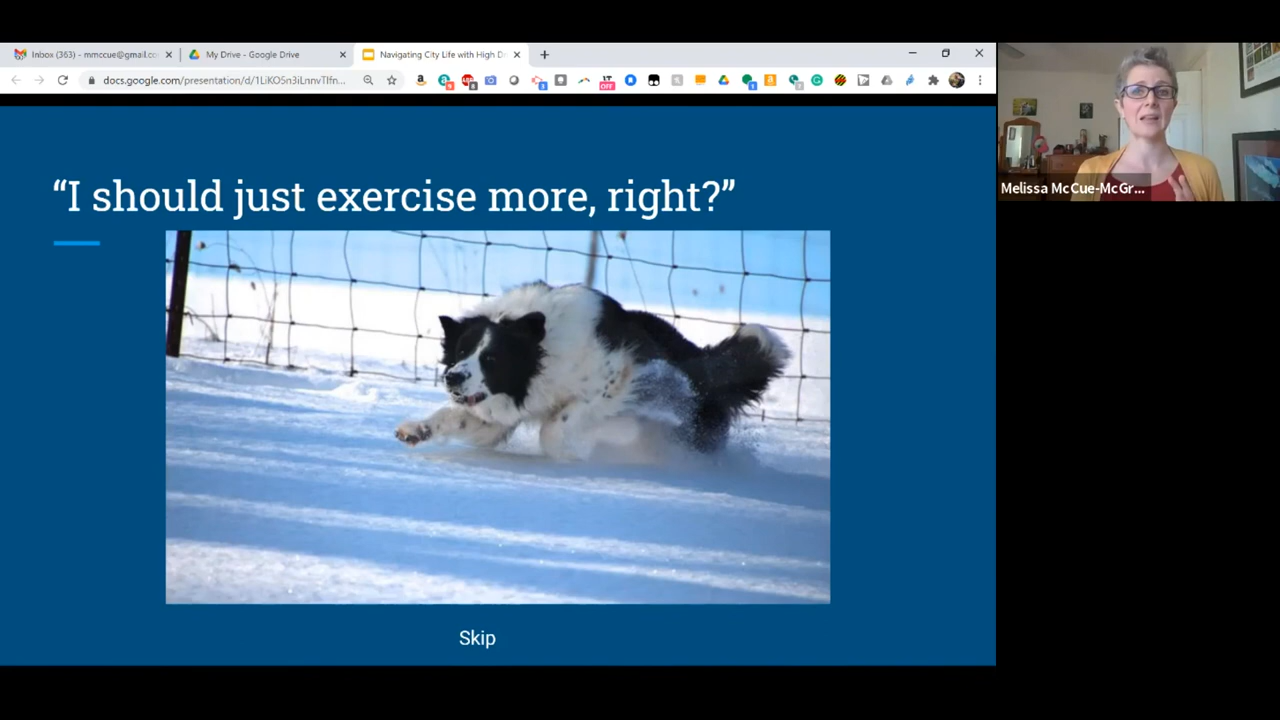 Inbox (363) - mmccue@gmail.co
My Drive - Google Drive
Navigating City Life with High D
docs.google.com/presentation/d/1LiKO5n3iLnnvTlfn...
OFF
“I should just exercise more, right?”
Skip
Melissa McCue-McGr...